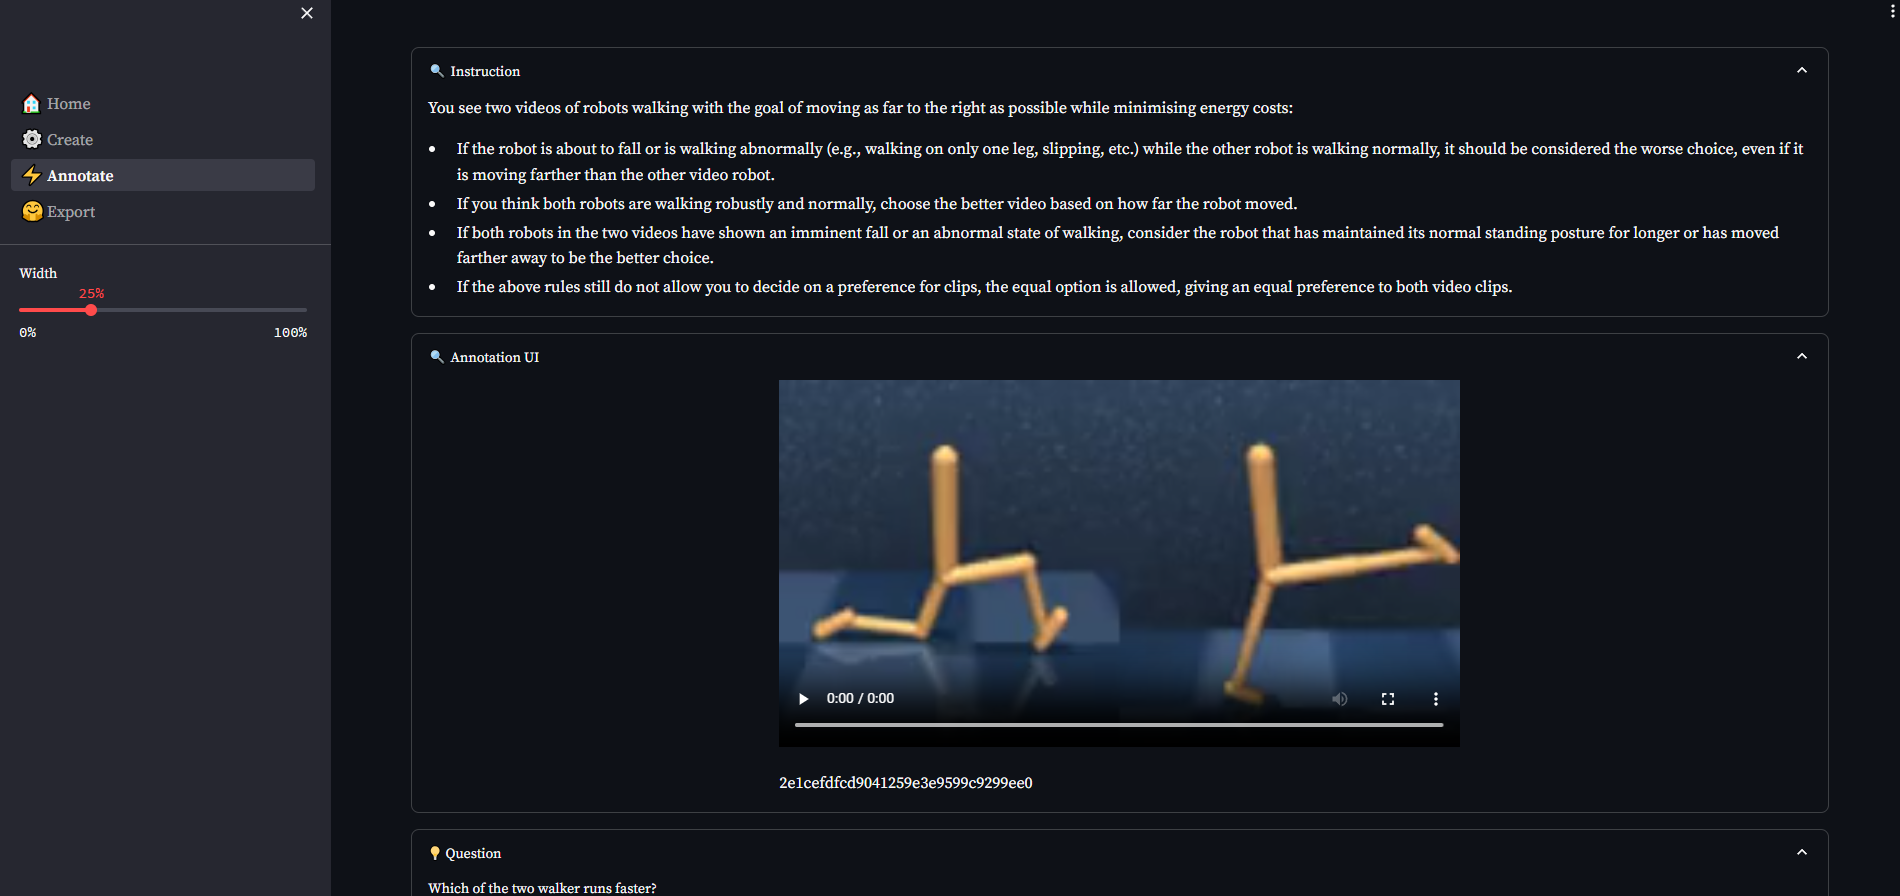 Home
Create
Annotate
Export
Width
25%
0% 100%
Instruction
You see two videos of robots walking with the goal of moving as far to the right as possible while minimising energy costs:
If the robot is about to fall or is walking abnormally (e.g., walking on only one leg, slipping, etc.) while the other robot is walking normally, it should be considered the worse choice, even if it
is moving farther than the other video robot.
If you think both robots are walking robustly and normally, choose the better video based on how far the robot moved.
If both robots in the two videos have shown an imminent fall or an abnormal state of walking, consider the robot that has maintained its normal standing posture for longer or has moved
farther away to be the better choice.
If the above rules still do not allow you to decide on a preference for clips, the equal option is allowed, giving an equal preference to both video clips.
Annotation UI
0:00 / 0:00
2e1cefdfcd9041259e3e9599c9299ee0
Question
Which of the two walker runs faster?